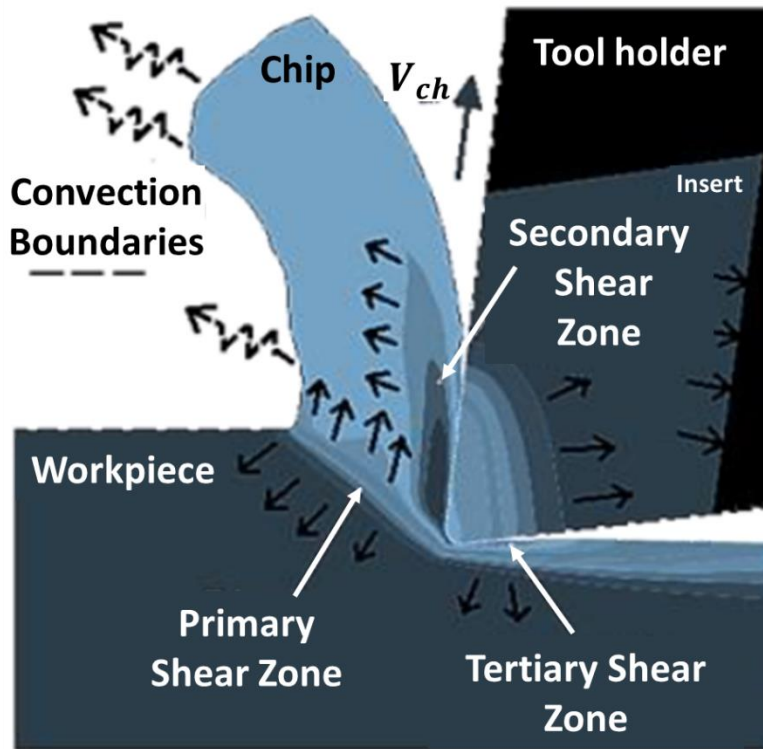 Chip
V_ch
Tool holder
Insert
Convection
Boundaries
Secondary
Shear
Zone
Workpiece
Primary
Shear Zone
Tertiary Shear
Zone